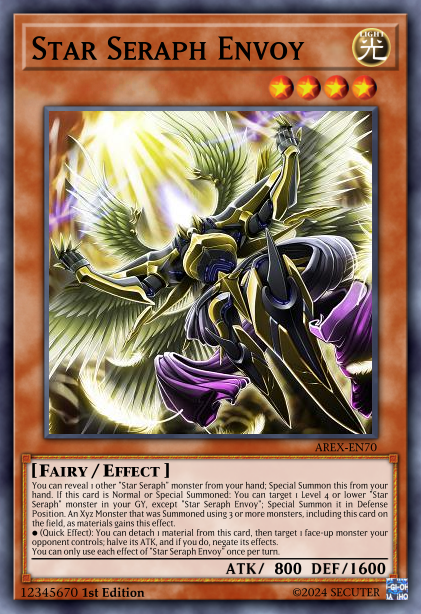 STAR SERAPH ENVOY
LIGHT
光
AREX-EN70
[FAIRY / EFFECT ]
You can reveal 1 other "Star Seraph" monster from your hand; Special Summon this from your
hand. If this card is Normal or Special Summoned: You can target 1 Level 4 or lower "Star
Seraph" monster in your GY, except "Star Seraph Envoy"; Special Summon it in Defense
Position. An Xyz Monster that was Summoned using 3 or more monsters, including this card on
the field, as materials gains this effect.
● (Quick Effect): You can detach 1 material from this card, then target 1 face-up monster your
opponent controls; halve its ATK, and if you do, negate its effects.
You can only use each effect of "Star Seraph Envoy" once per turn.
ATK/ 800 DEF/1600
12345670 1st Edition
©2024 SECUTER